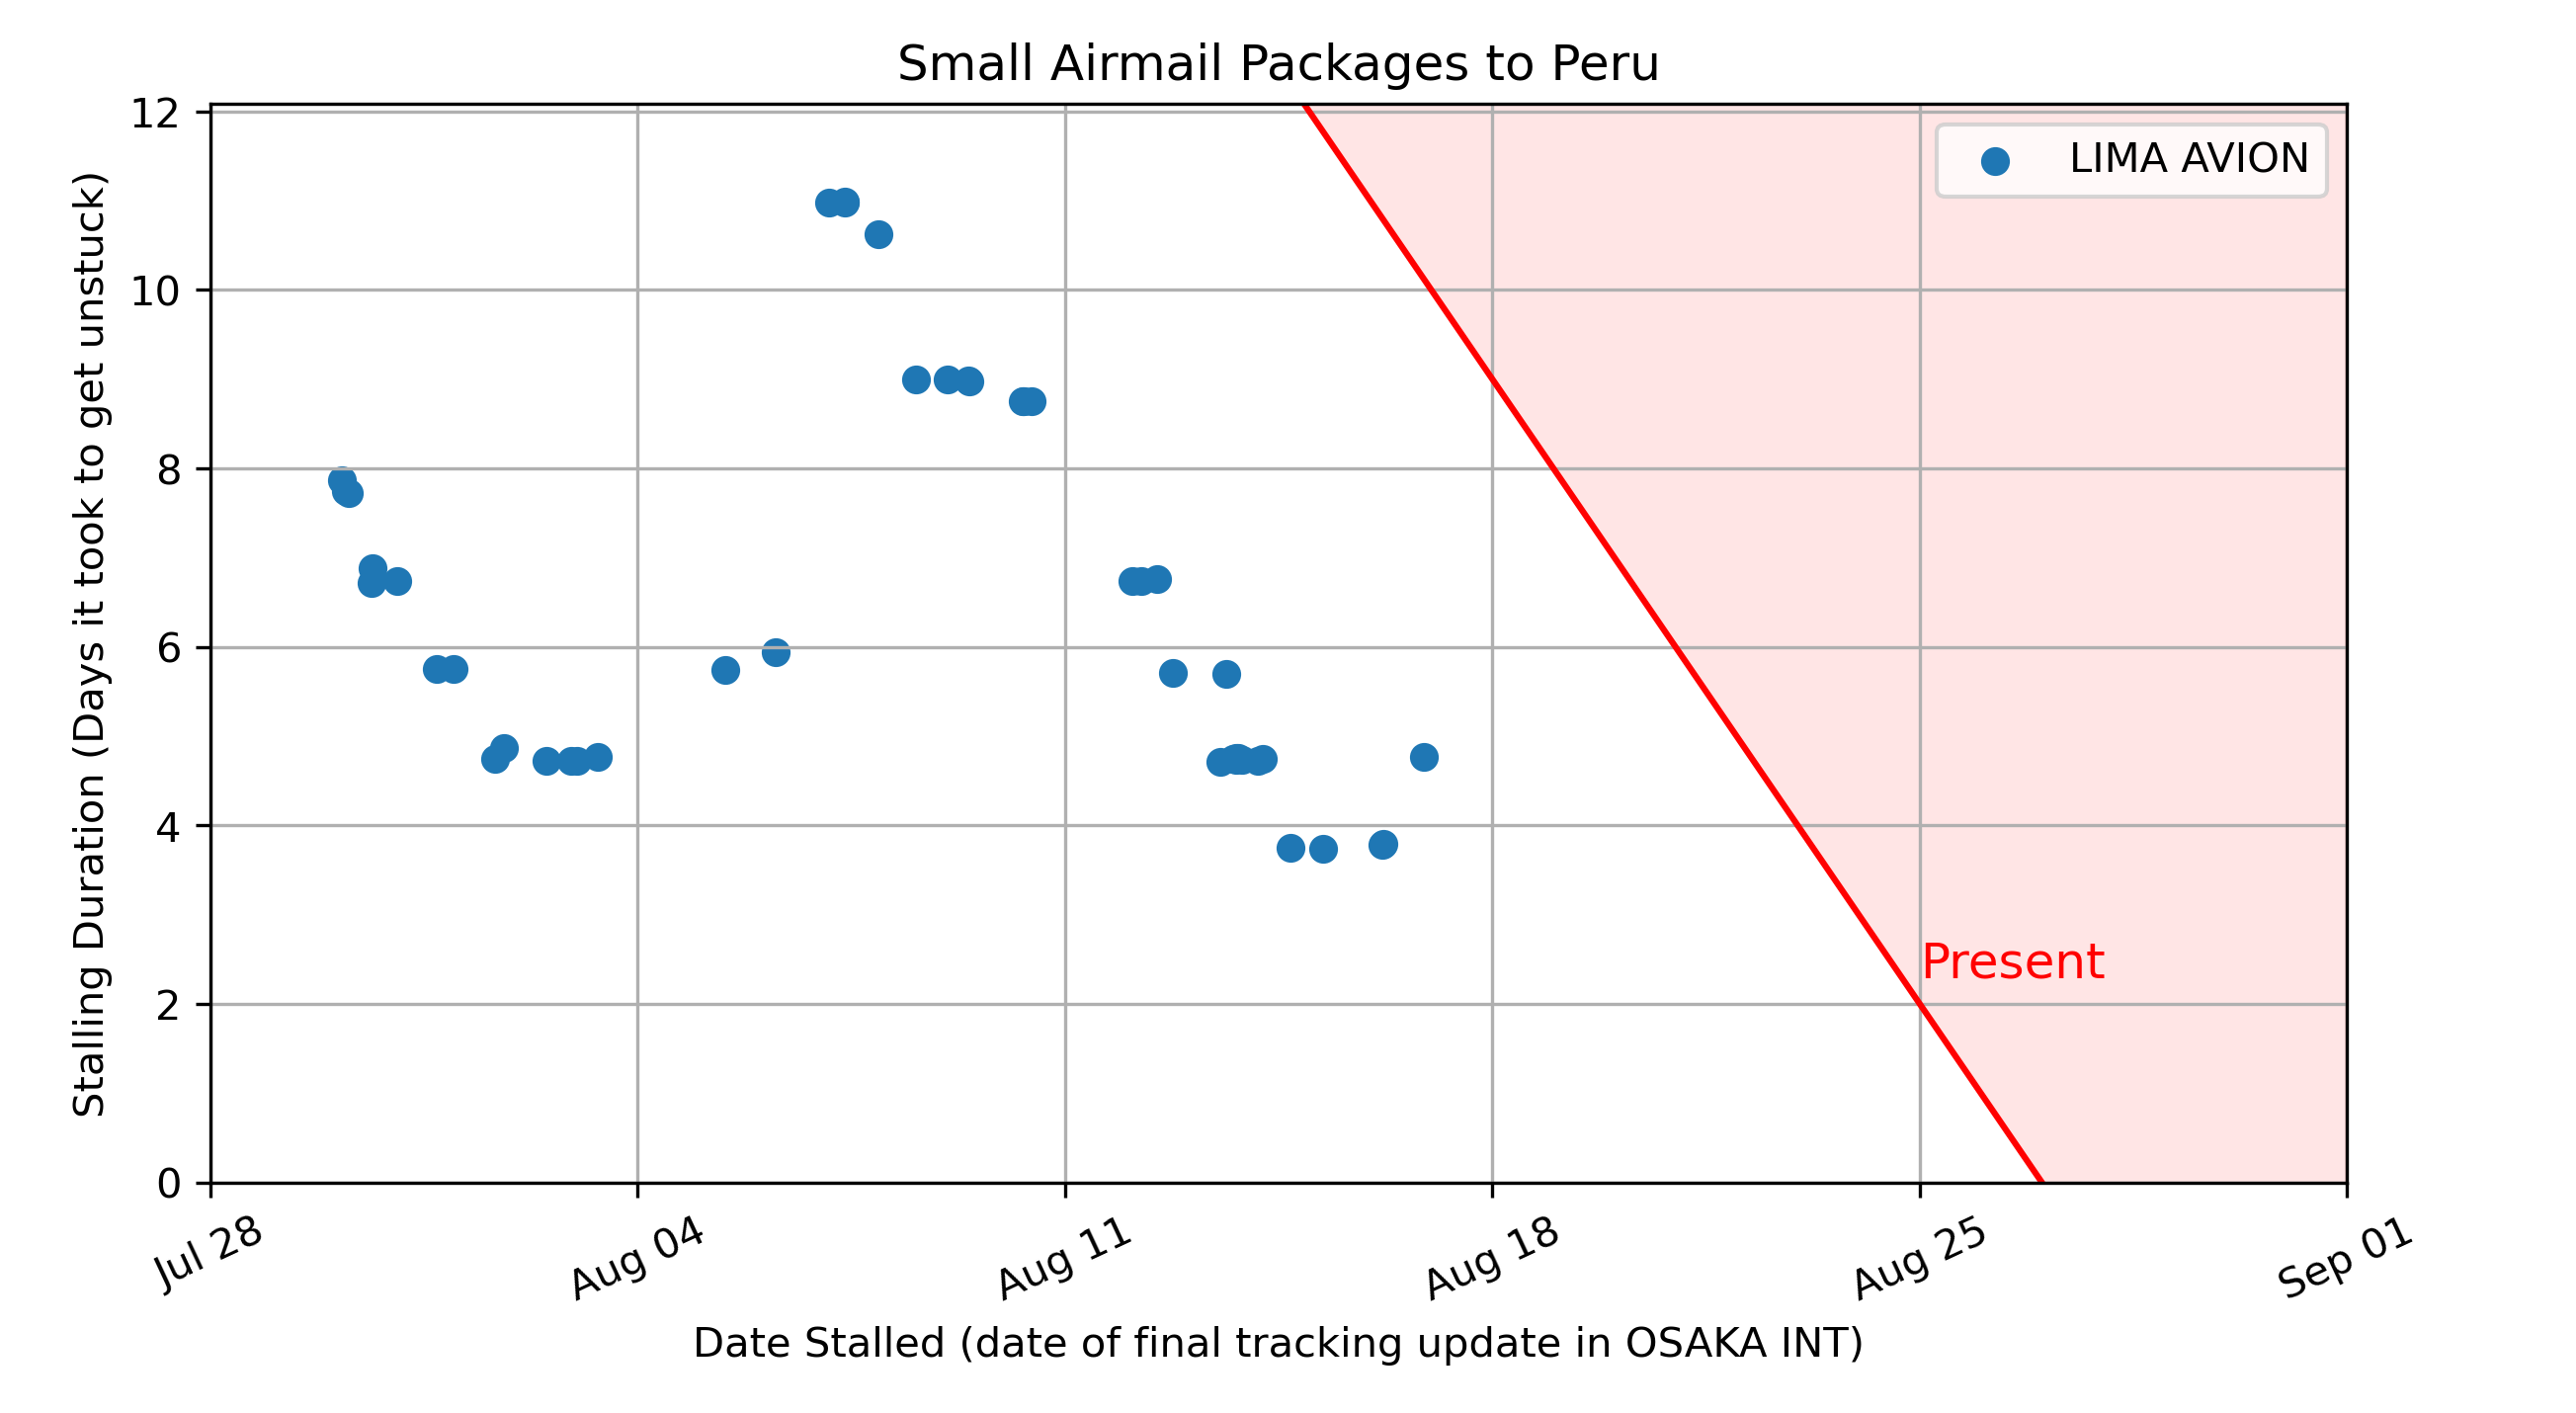 Small Airmail Packages to Peru
Stalling Duration (Days it took to get unstuck)
12
10
8
6
4
2
0
LIMA AVION
Present
Jul 28
Aug 04
Aug 11
Aug 18
Aug 25
Sep 01
Date Stalled (date of final tracking update in OSAKA INT)